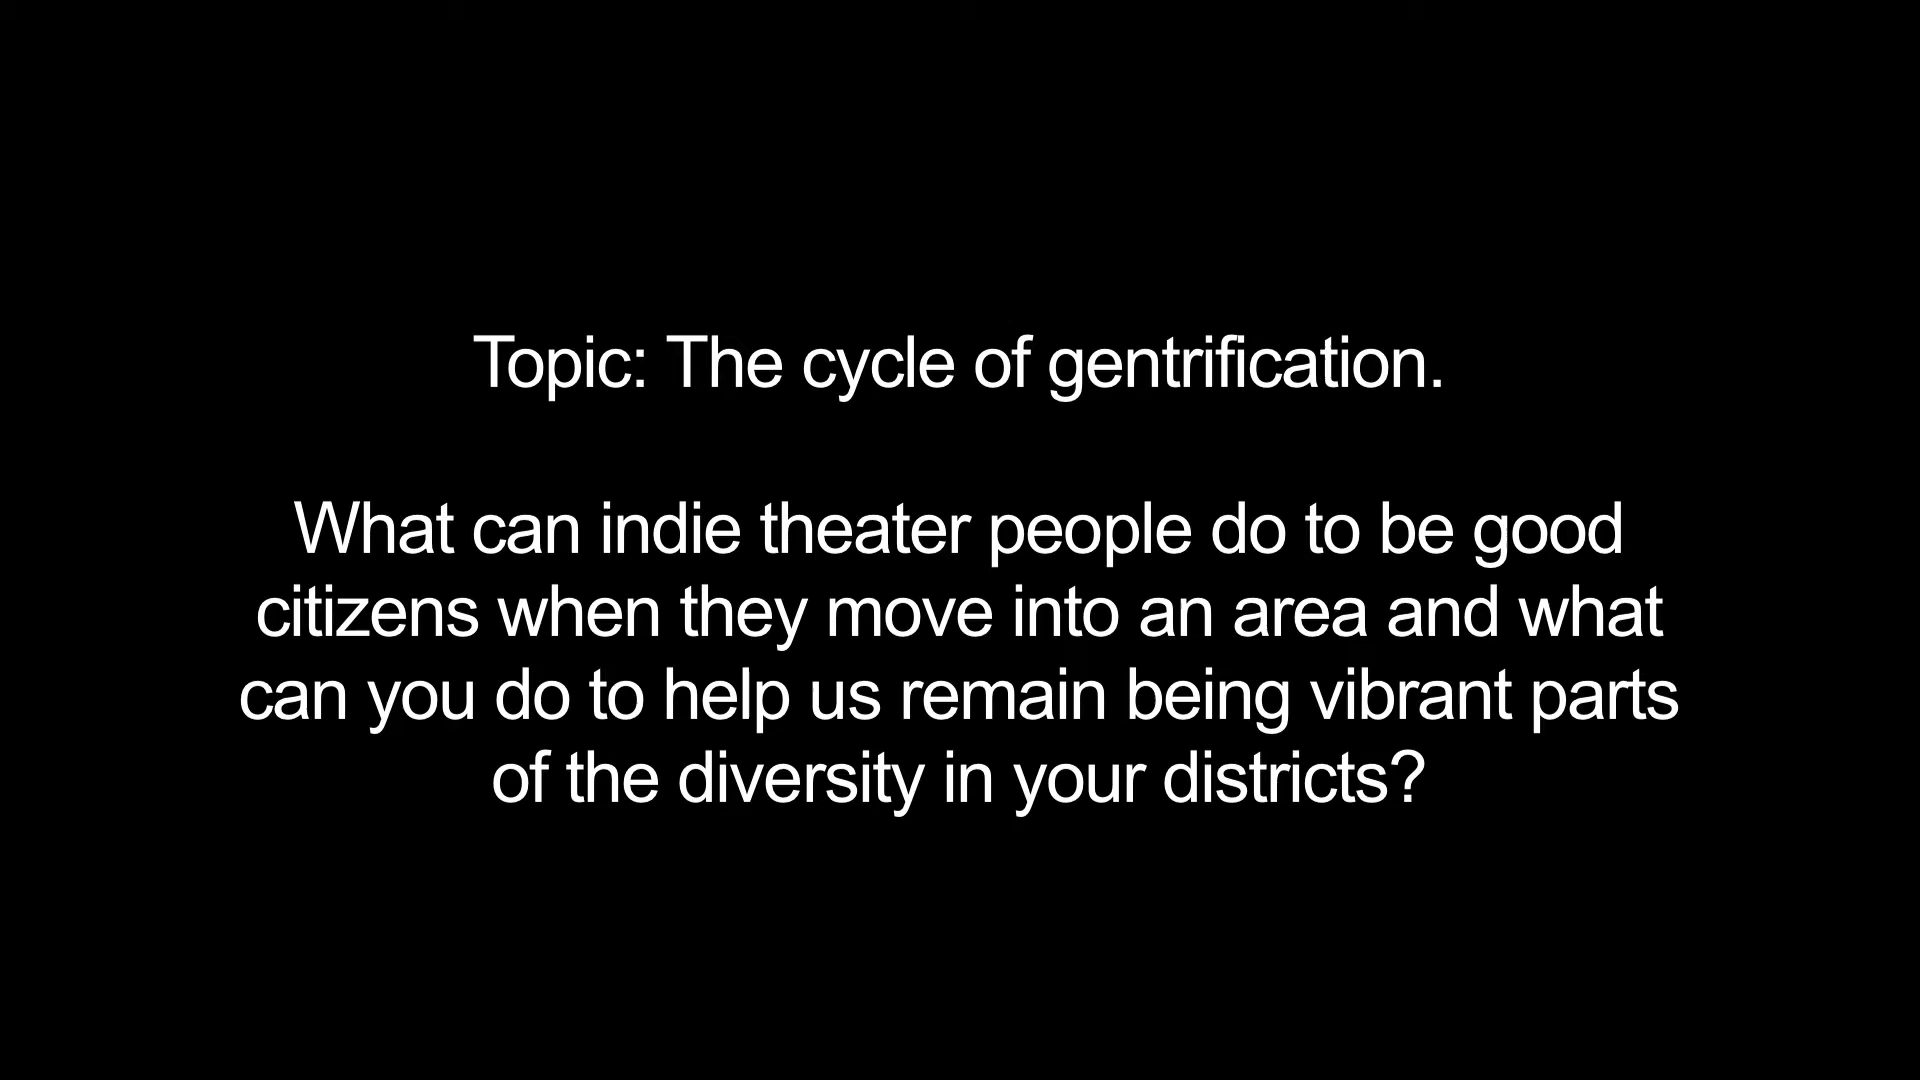 Topic: The cycle of gentrification.
What can indie theater people do to be good
citizens when they move into an area and what
can you do to help us remain being vibrant parts
of the diversity in your districts?